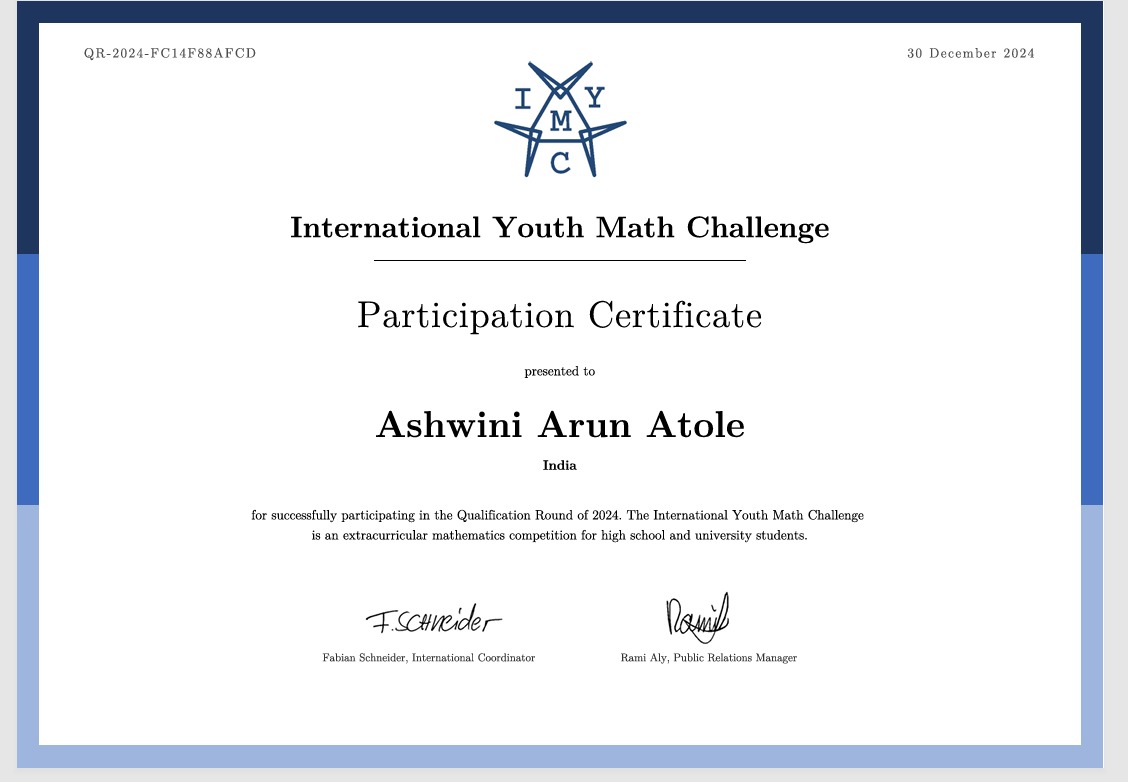 QR-2024-FC14F88AFCD
30 December 2024
I Y
M
C
International Youth Math Challenge
Participation Certificate
presented to
Ashwini Arun Atole
India
for successfully participating in the Qualification Round of 2024. The International Youth Math Challenge
is an extracurricular mathematics competition for high school and university students.
F. SCHNEider
Fabian Schneider, International Coordinator
Rami Aly, Public Relations Manager